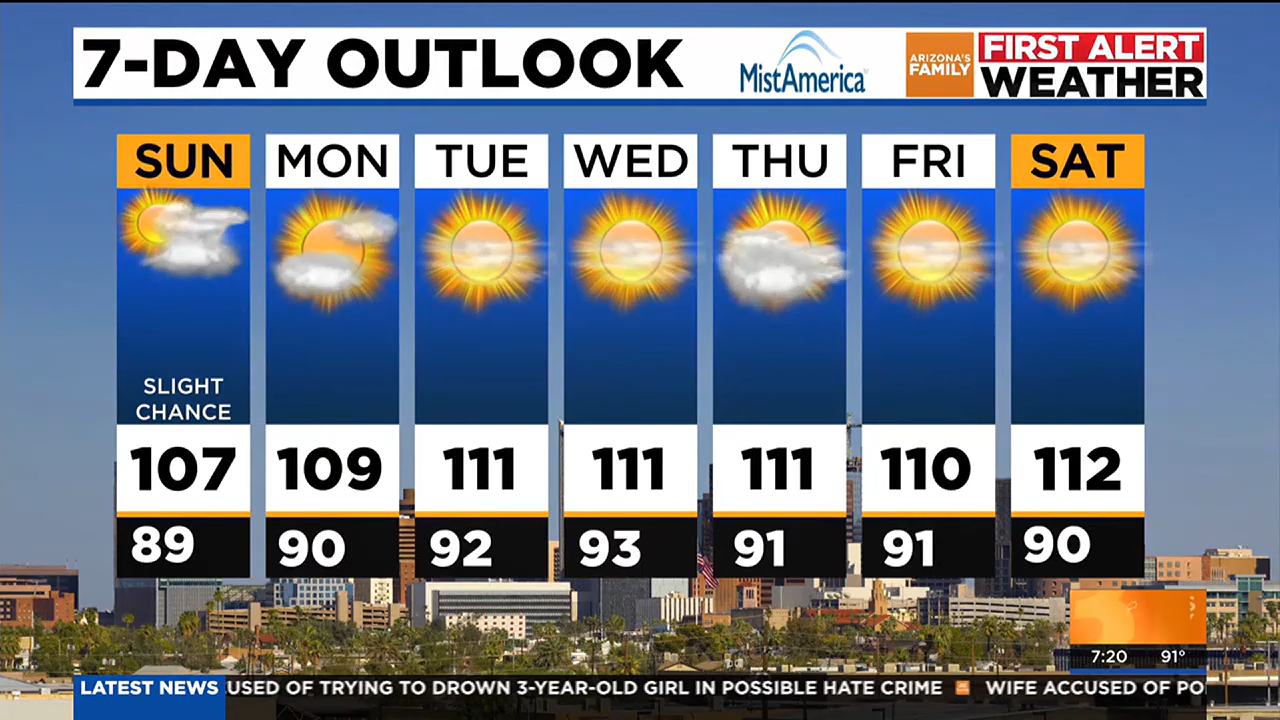 7-DAY OUTLOOK
MistAmerica
ARIZONA'S
FAMILY
FIRST ALERT
WEATHER
SUN MON TUE WED THU FRI SAT
SLIGHT
CHANCE
107 109 111 111 111 110 112
89 90 92 93 91 91 90
7:20 91°
LATEST NEWS USED OF TRYING TO DROWN 3-YEAR-OLD GIRL IN POSSIBLE HATE CRIME WIFE ACCUSED OF PO